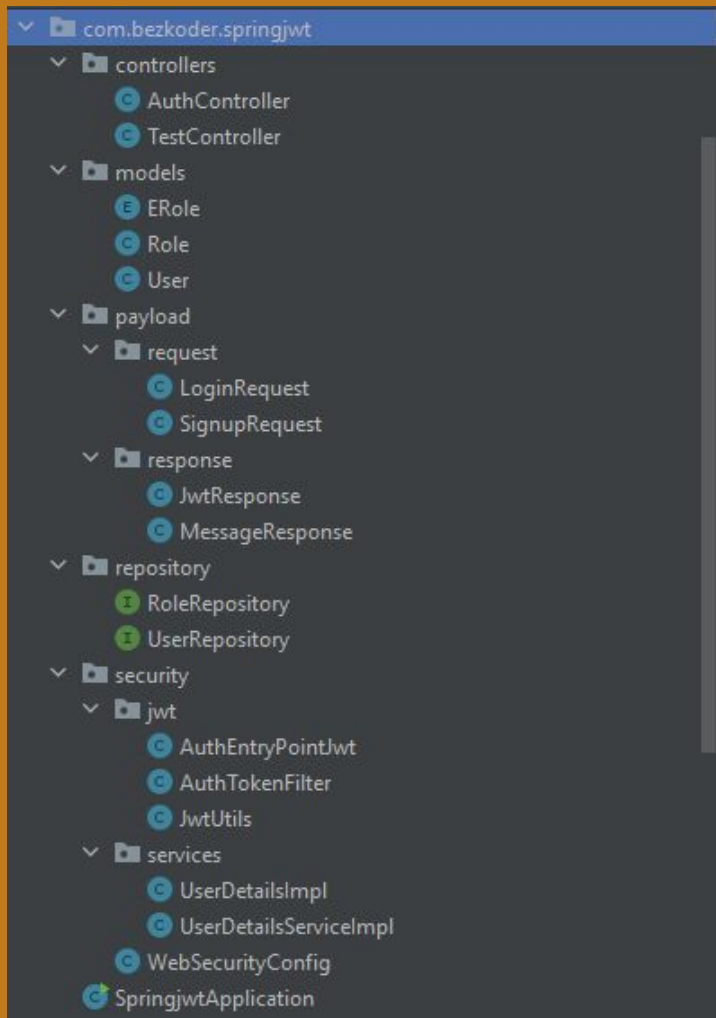 com.bezkoder.springjwt
controllers
C AuthController
C TestController
models
E ERole
C Role
C User
payload
request
C LoginRequest
C SignupRequest
response
C JwtResponse
C MessageResponse
repository
I RoleRepository
I UserRepository
security
jwt
C AuthEntryPointJwt
C AuthTokenFilter
C JwtUtils
services
C UserDetailsImpl
C UserDetailsServiceImpl
C WebSecurityConfig
C SpringjwtApplication